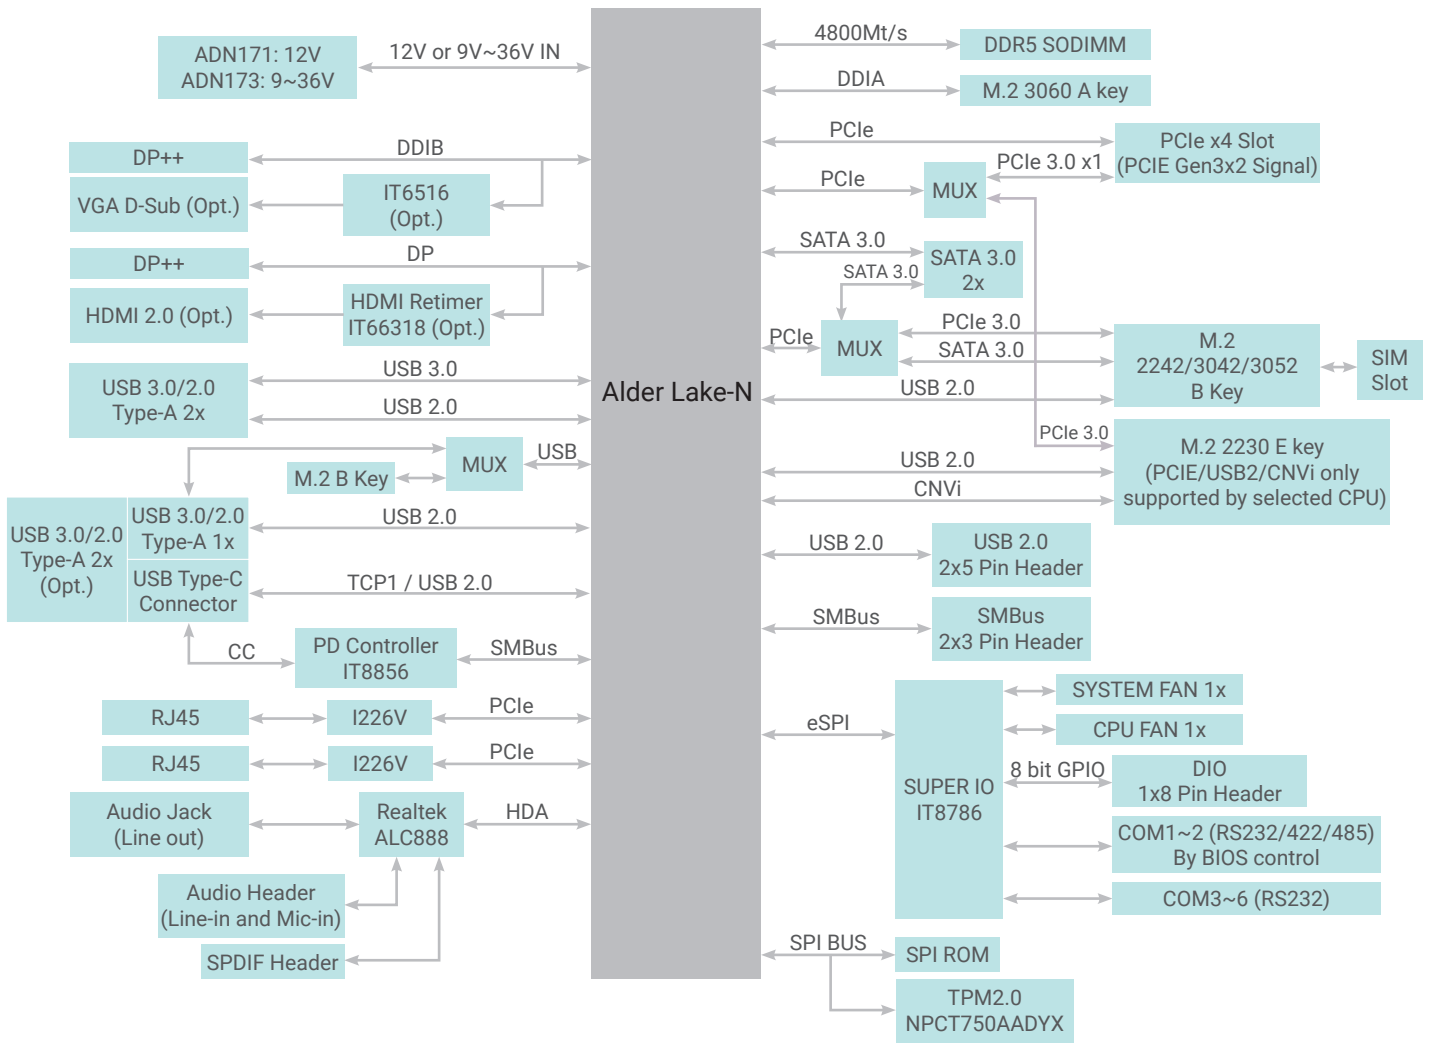 ADN171: 12V
ADN173: 9~36V
12V or 9V~36V IN
DP++
DDIB
VGA D-Sub (Opt.)
IT6516
(Opt.)
DP++
DP
HDMI 2.0 (Opt.)
HDMI Retimer
IT66318 (Opt.)
USB 3.0/2.0
Type-A 2x
USB 3.0
USB 2.0
MUX
USB
M.2 B Key
USB 3.0/2.0
Type-A 2x
(Opt.)
USB 3.0/2.0
Type-A 1x
USB 2.0
USB Type-C
Connector
TCP1 / USB 2.0
CC
PD Controller
IT8856
SMBus
RJ45
I226V
PCIe
RJ45
I226V
PCIe
Audio Jack
(Line out)
Realtek
ALC888
HDA
Audio Header
(Line-in and Mic-in)
SPDIF Header
Alder Lake-N
4800Mt/s
DDR5 SODIMM
DDIA
M.2 3060 A key
PCIe
PCIe x4 Slot
(PCIE Gen3x2 Signal)
PCIe
MUX
PCIe 3.0 x1
SATA 3.0
SATA 3.0
2x
SATA 3.0
PCIe
MUX
PCIe 3.0
SATA 3.0
USB 2.0
M.2
2242/3042/3052
B Key
SIM
Slot
PCIe 3.0
USB 2.0
CNVi
M.2 2230 E key
(PCIE/USB2/CNVi only
supported by selected CPU)
USB 2.0
USB 2.0
2x5 Pin Header
SMBus
SMBus
2x3 Pin Header
eSPI
SUPER IO
IT8786
SYSTEM FAN 1x
CPU FAN 1x
8 bit GPIO
DIO
1x8 Pin Header
COM1~2 (RS232/422/485)
By BIOS control
COM3~6 (RS232)
SPI BUS
SPI ROM
TPM2.0
NPCT750AADYX